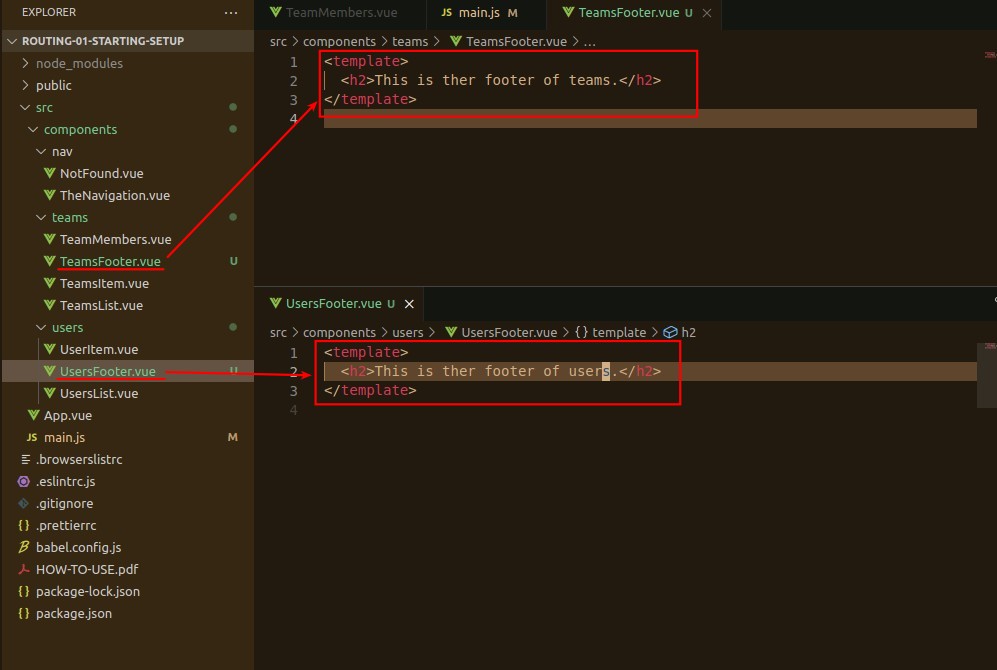 EXPLORER ...
ROUTING-01-STARTING-SETUP
node_modules
public
src
components
nav
NotFound.vue
TheNavigation.vue
teams
TeamMembers.vue
TeamsFooter.vue U
TeamsItem.vue
TeamsList.vue
users
UserItem.vue
UsersFooter.vue U
UsersList.vue
App.vue
JS main.js M
.browserslistrc
.eslintrc.js
.gitignore
{} .prettierrc
babel.config.js
HOW-TO-USE.pdf
{} package-lock.json
{} package.json
TeamMembers.vue JS main.js M TeamsFooter.vue U ×
src > components > teams > TeamsFooter.vue > ...
1 <template>
2 <h2>This is ther footer of teams.</h2>
3 </template>
4
UsersFooter.vue U ×
src > components > users > UsersFooter.vue > {} template > h2
1 <template>
2 <h2>This is ther footer of users.</h2>
3 </template>
4